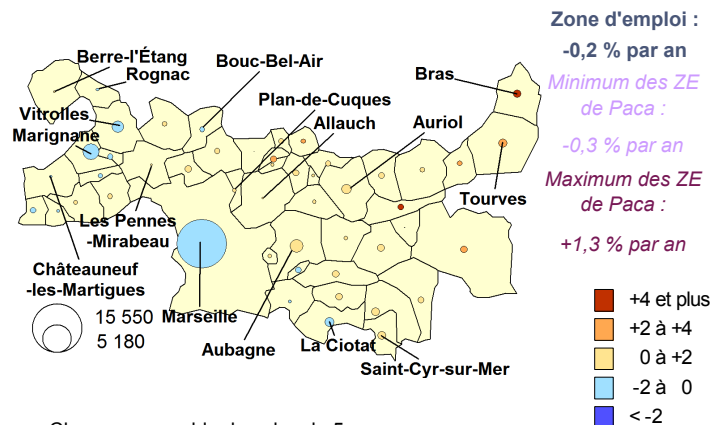 Zone d'emploi :
-0,2 % par an
Minimum des ZE
de Paca :
-0,3 % par an
Maximum des ZE
de Paca :
+1,3 % par an
Berre-l'Étang
Rognac
Bouc-Bel-Air
Bras
Plan-de-Cuques
Allauch
Auriol
Vitrolles
Marignane
Tourves
Les Pennes
-Mirabeau
Châteauneuf
-les-Martigues
15 550
5 180
Marseille
Aubagne
La Ciotat
Saint-Cyr-sur-Mer
+4 et plus
+2 à +4
0 à +2
-2 à 0
< -2